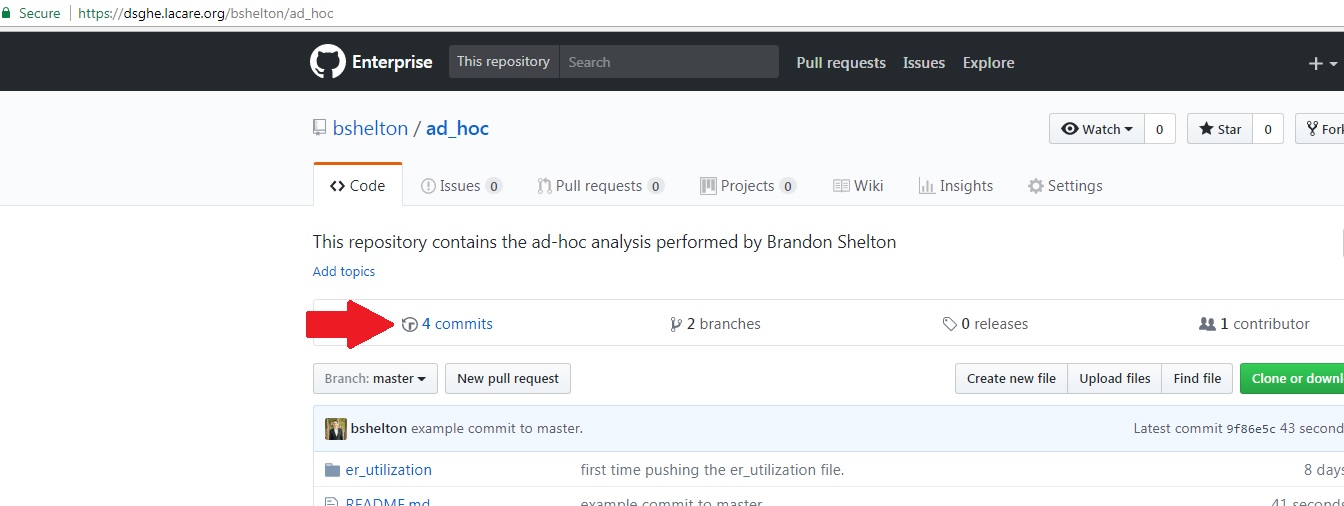 Secure https://dsghe.lacare.org/bshelton/ad_hoc
Enterprise This repository Search Pull requests Issues Explore
bshelton / ad_hoc Watch 0 Star 0 Fork
Code Issues 0 Pull requests 0 Projects 0 Wiki Insights Settings
This repository contains the ad-hoc analysis performed by Brandon Shelton
Add topics
4 commits 2 branches 0 releases 1 contributor
Branch: master New pull request Create new file Upload files Find file Clone or downl
bshelton example commit to master. Latest commit 9f86e5c 43 second
er_utilization first time pushing the er_utilization file. 8 days
README.md example commit to master. 41 seconds